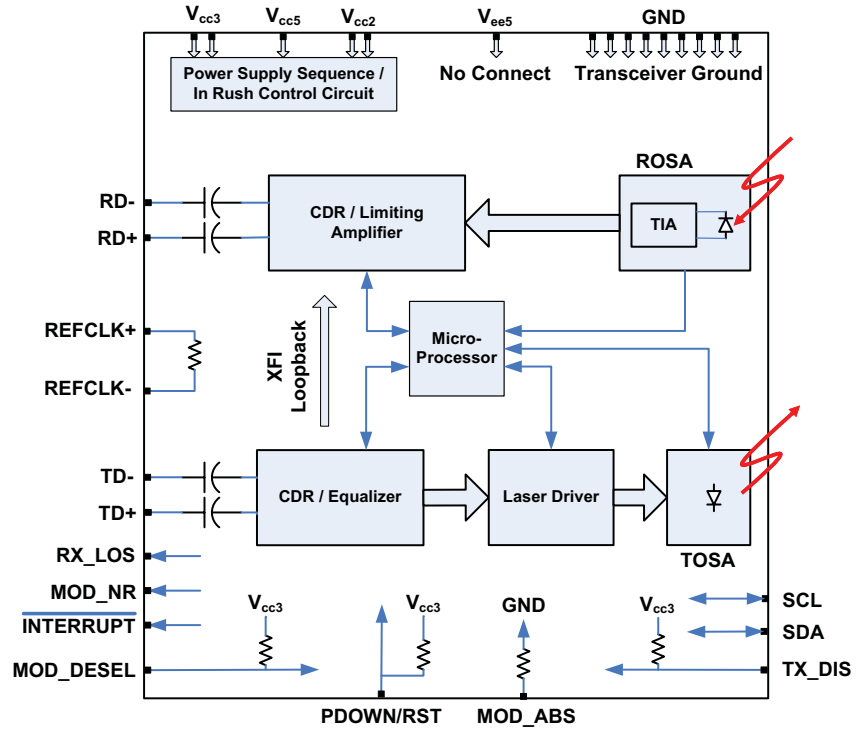 Vcc3
Vcc5
Vcc2
Vee5
GND
Power Supply Sequence /
In Rush Control Circuit
No Connect
Transceiver Ground
ROSA
RD-
RD+
CDR / Limiting
Amplifier
TIA
REFCLK+
REFCLK-
XFI
Loopback
Micro-
Processor
TD-
TD+
CDR / Equalizer
Laser Driver
TOSA
RX_LOS
MOD_NR
INTERRUPT
MOD_DESEL
Vcc3
Vcc3
GND
Vcc3
SCL
SDA
TX_DIS
PDOWN/RST
MOD_ABS